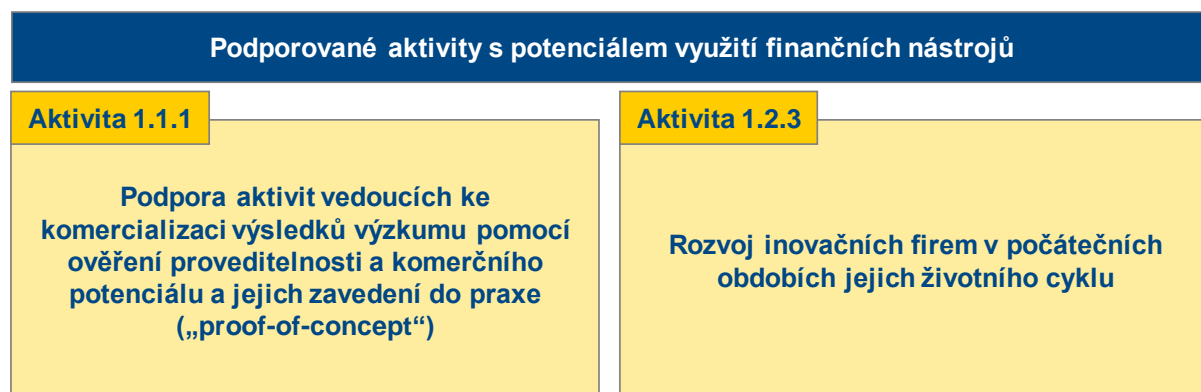 Podporované aktivity s potenciálem využití finančních nástrojů
Aktivita 1.1.1
Podpora aktivit vedoucích ke
komercializaci výsledků výzkumu pomocí
ověření proveditelnosti a komerčního
potenciálu a jejich zavedení do praxe
(„proof-of-concept“)
Aktivita 1.2.3
Rozvoj inovačních firem v počátečních
obdobích jejich životního cyklu